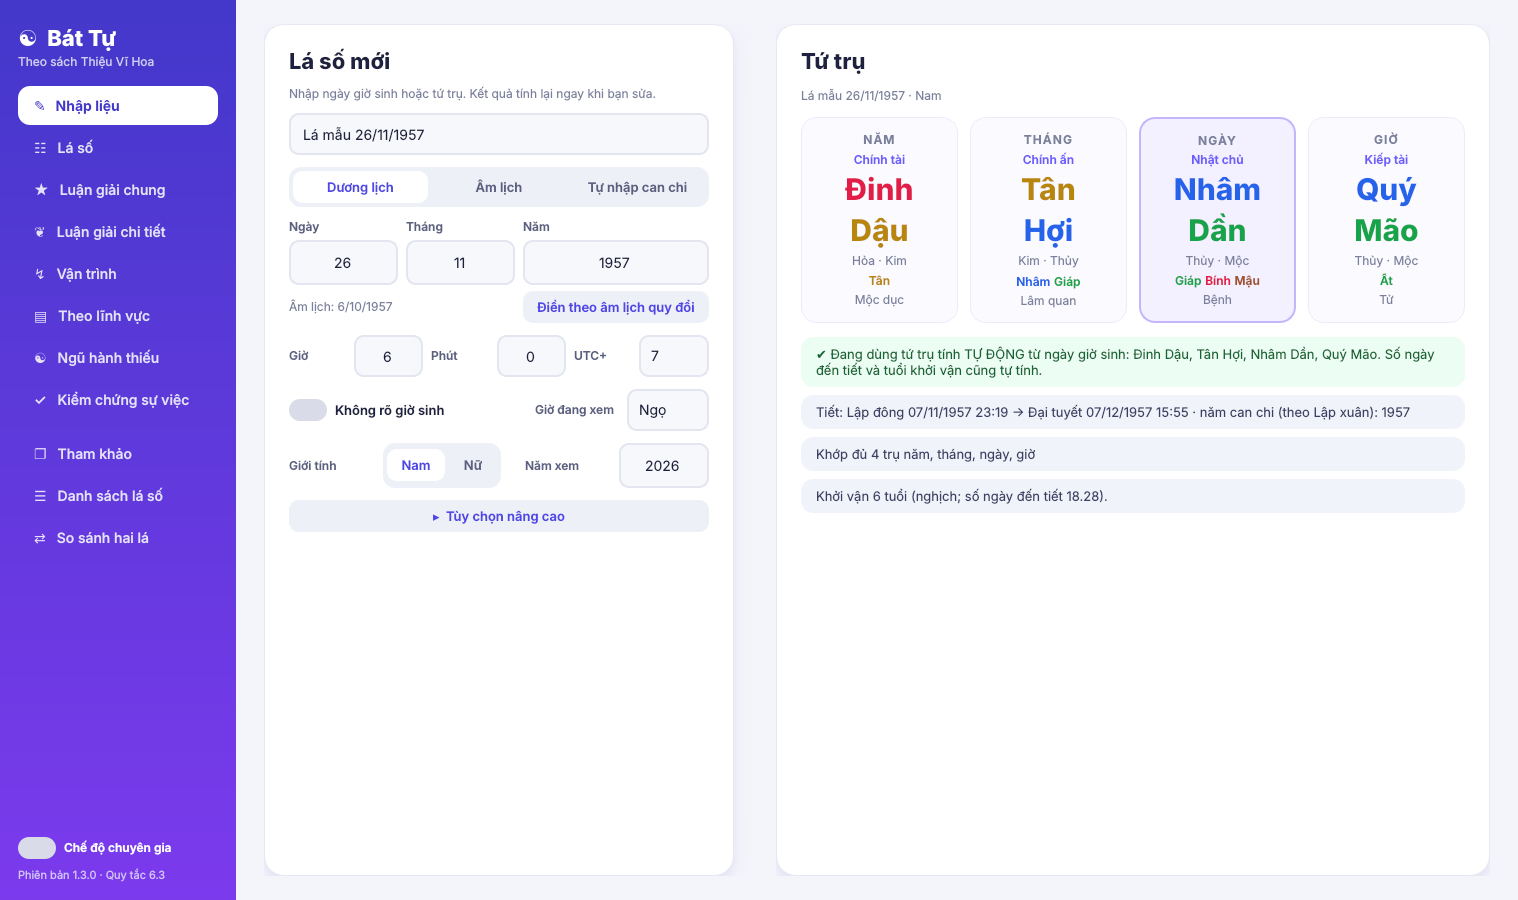 ☯ Bát Tự
Theo sách Thiệu Vĩ Hoa
✎ Nhập liệu
☷ Lá số
★ Luận giải chung
❦ Luận giải chi tiết
↯ Vận trình
▤ Theo lĩnh vực
☯ Ngũ hành thiếu
✓ Kiểm chứng sự việc
❒ Tham khảo
☰ Danh sách lá số
⇄ So sánh hai lá
Chế độ chuyên gia
Phiên bản 1.3.0 · Quy tắc 6.3
Lá số mới
Nhập ngày giờ sinh hoặc tứ trụ. Kết quả tính lại ngay khi bạn sửa.
Lá mẫu 26/11/1957
Dương lịch Âm lịch Tự nhập can chi
Ngày Tháng Năm
26 11 1957
Âm lịch: 6/10/1957 Điền theo âm lịch quy đổi
Giờ 6 Phút 0 UTC+ 7
Không rõ giờ sinh Giờ đang xem Ngọ
Giới tính Nam Nữ Năm xem 2026
▸ Tùy chọn nâng cao
Tứ trụ
Lá mẫu 26/11/1957 · Nam
NĂM THÁNG NGÀY GIỜ
Chính tài Chính ấn Nhật chủ Kiếp tài
Đinh Tân Nhâm Quý
Dậu Hợi Dần Mão
Hỏa · Kim Kim · Thủy Thủy · Mộc Thủy · Mộc
Tân Nhâm Giáp Giáp Bính Mậu Ất
Mộc dục Lâm quan Bệnh Tử
✔ Đang dùng tứ trụ tính TỰ ĐỘNG từ ngày giờ sinh: Đinh Dậu, Tân Hợi, Nhâm Dần, Quý Mão. Số ngày
đến tiết và tuổi khởi vận cũng tự tính.
Tiết: Lập đông 07/11/1957 23:19 → Đại tuyết 07/12/1957 15:55 · năm can chi (theo Lập xuân): 1957
Khớp đủ 4 trụ năm, tháng, ngày, giờ
Khởi vận 6 tuổi (nghịch; số ngày đến tiết 18.28).